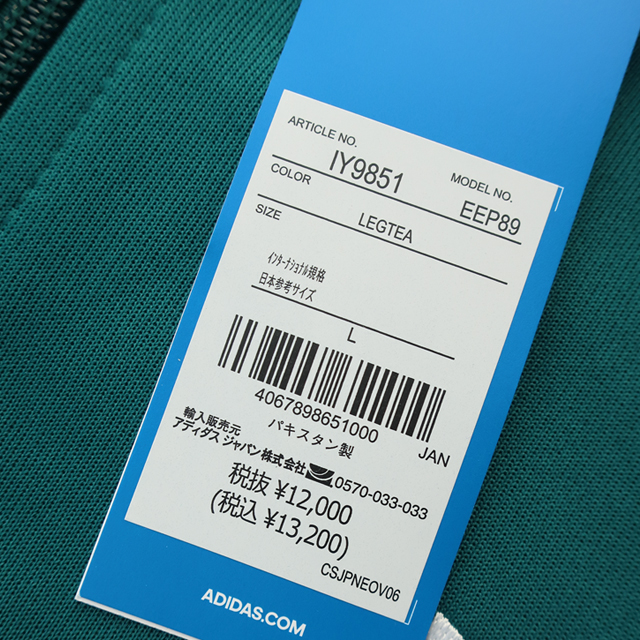 ARTICLE NO.
IY9851
MODEL NO.
EEP89
COLOR
LEGTEA
SIZE
インターナショナル規格
日本参考サイズ
L
4067898651000
JAN
パキスタン製
輸入販売元
アディダス ジャパン株式会社
0570-033-033
税抜 ¥12,000
(税込 ¥13,200)
CSJPNEOV06
ADIDAS.COM